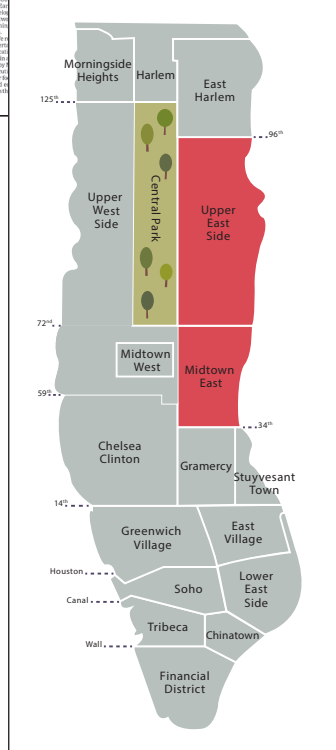 Morningside
Heights
Harlem
East
Harlem
125th
96th
Central Park
Upper
West
Side
Upper
East
Side
72nd
Midtown
West
Midtown
East
59th
34th
Chelsea
Clinton
Gramercy
Stuyvesant
Town
14th
Greenwich
Village
East
Village
Houston
Soho
Lower
East
Side
Canal
Tribeca
Chinatown
Wall
Financial
District